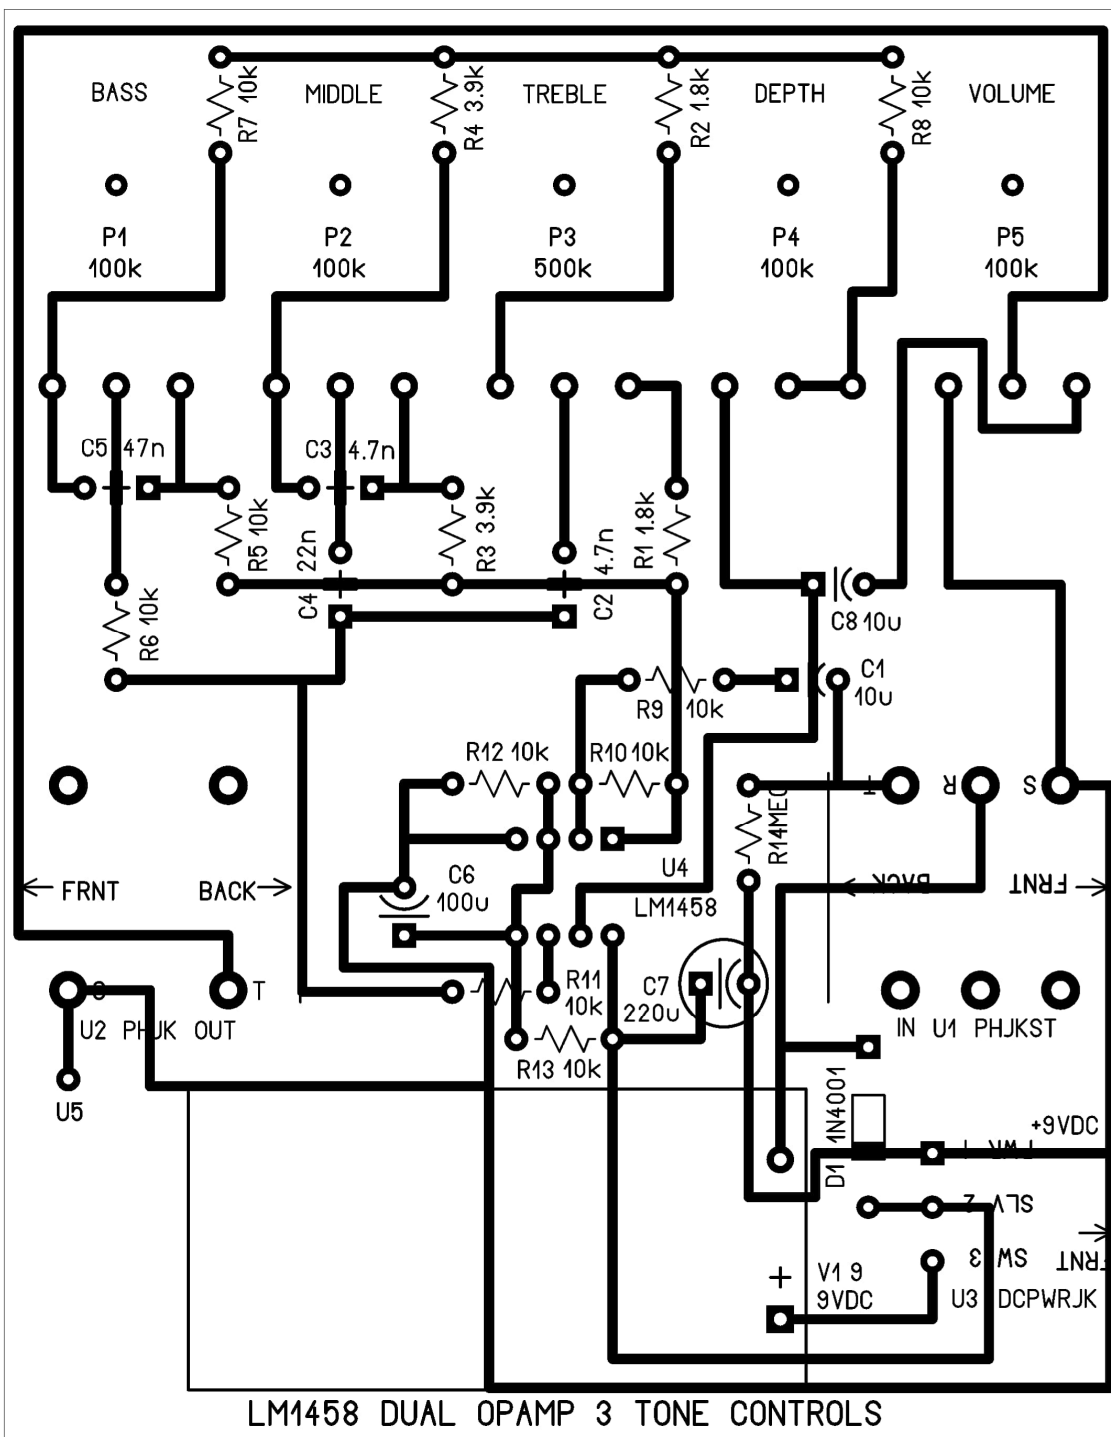 BASS
MIDDLE
TREBLE
DEPTH
VOLUME
R7 10k
R4 3.9k
R2 1.8k
R8 10k
P1
100k
P2
100k
P3
500k
P4
100k
P5
100k
C5 47n
C3 4.7n
R5 10k
22n
C4
R3 3.9k
4.7n
C2
R1 1.8k
R6 10k
C8 10u
C1
10u
R9 10k
R12 10k
R10 10k
T
R
S
R14MEG
U4
LM1458
C6
100u
FRNT
BACK
BACK
FRNT
S
T
R11
10k
C7
220u
U2 PHJK OUT
IN U1 PHJKST
R13 10k
U5
D1 1N4001
+9VDC
PWR 1
SLV 2
SW 3
FRNT
+
V1 9
9VDC
U3 DCPWRJK
LM1458 DUAL OPAMP 3 TONE CONTROLS